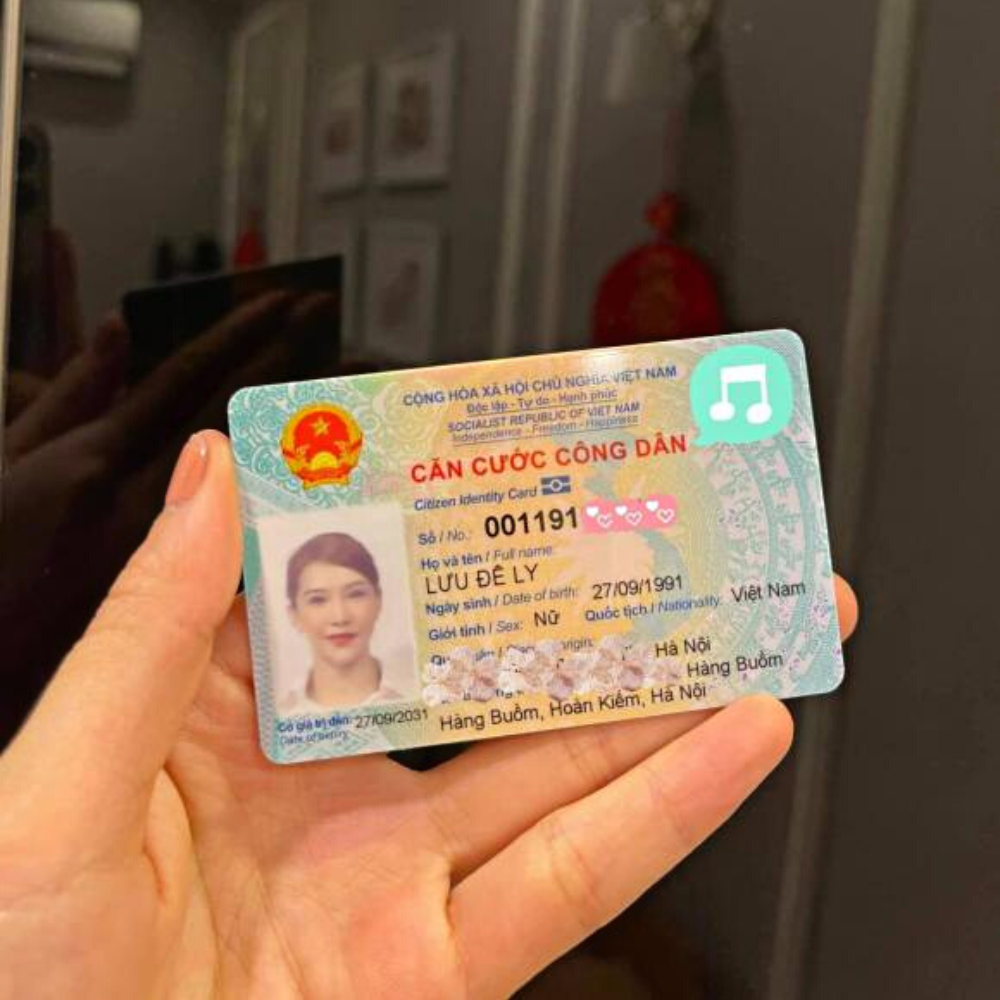 CỘNG HÒA XÃ HỘI CHỦ NGHĨA VIỆT NAM
Độc lập - Tự do - Hạnh phúc
SOCIALIST REPUBLIC OF VIET NAM
Independence - Freedom - Happiness
CĂN CƯỚC CÔNG DÂN
Citizen Identity Card
Số / No.: 001191
Họ và tên / Full name:
LƯU ĐÊ LY
Ngày sinh / Date of birth: 27/09/1991
Giới tính / Sex: Nữ Quốc tịch / Nationality: Việt Nam
Hà Nội
Hàng Buồm
Hàng Buồm, Hoàn Kiếm, Hà Nội
Có giá trị đến: 27/09/2031
Date of expiry: